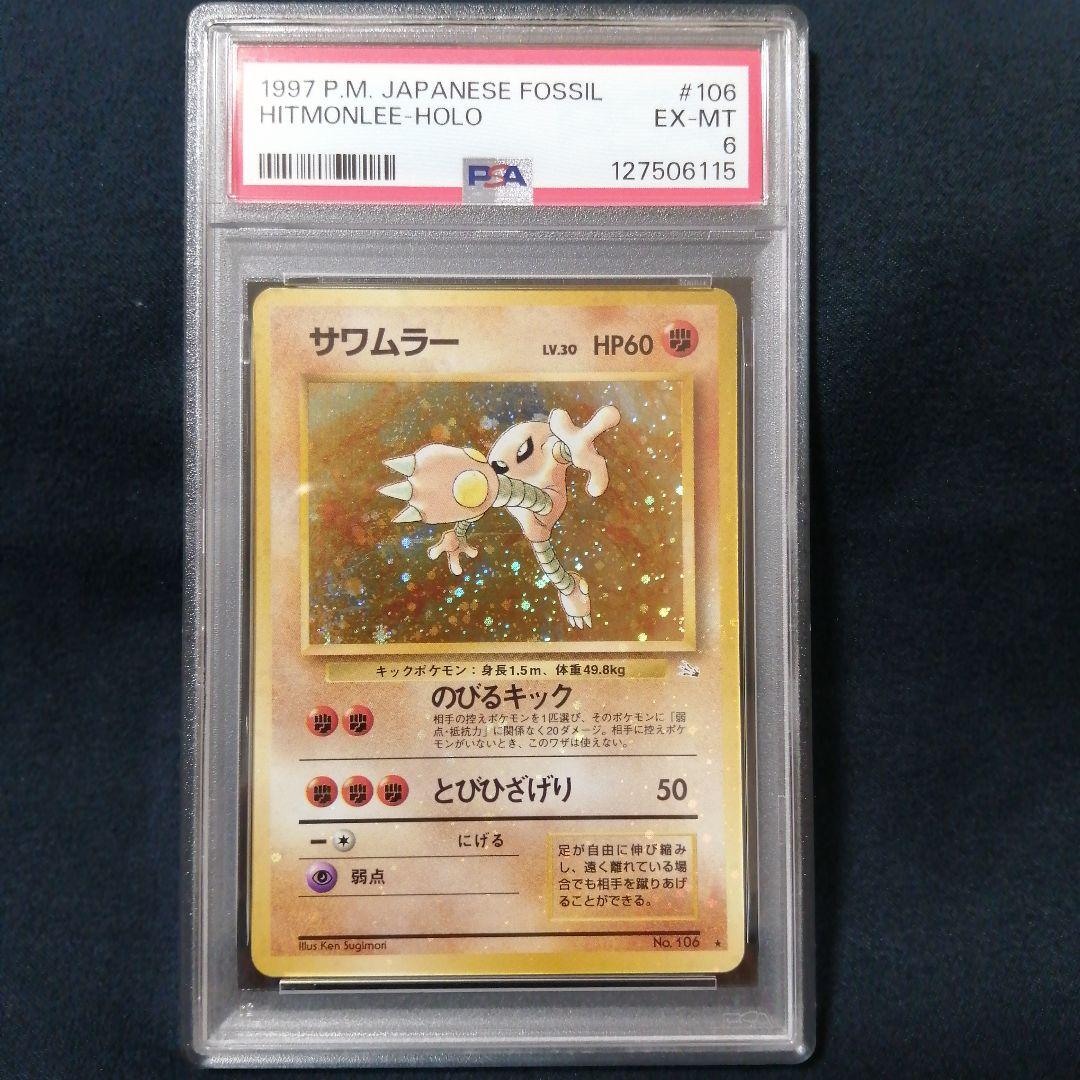 1997 P.M. JAPANESE FOSSIL #106
HITMONLEE-HOLO EX-MT
6
PSA 127506115
サワムラー LV.30 HP60
キックポケモン：身長1.5m、体重49.8kg
のびるキック
相手の控えポケモンを1匹選び、そのポケモンに『弱
点・抵抗力』に関係なく20ダメージ。相手に控えポケ
モンがいないとき、このワザは使えない。
とびひざげり 50
ー にげる
弱点
足が自由に伸び縮み
し、遠く離れている場
合でも相手を蹴りあげ
ることができる。
Illus. Ken Sugimori No. 106 ★